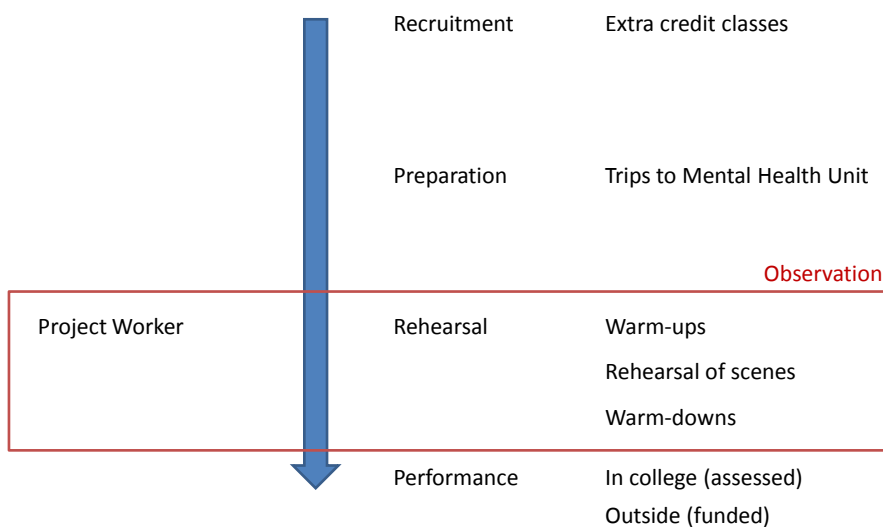 Recruitment Extra credit classes
Preparation Trips to Mental Health Unit
Observation
Project Worker Rehearsal Warm-ups
Rehearsal of scenes
Warm-downs
Performance In college (assessed)
Outside (funded)